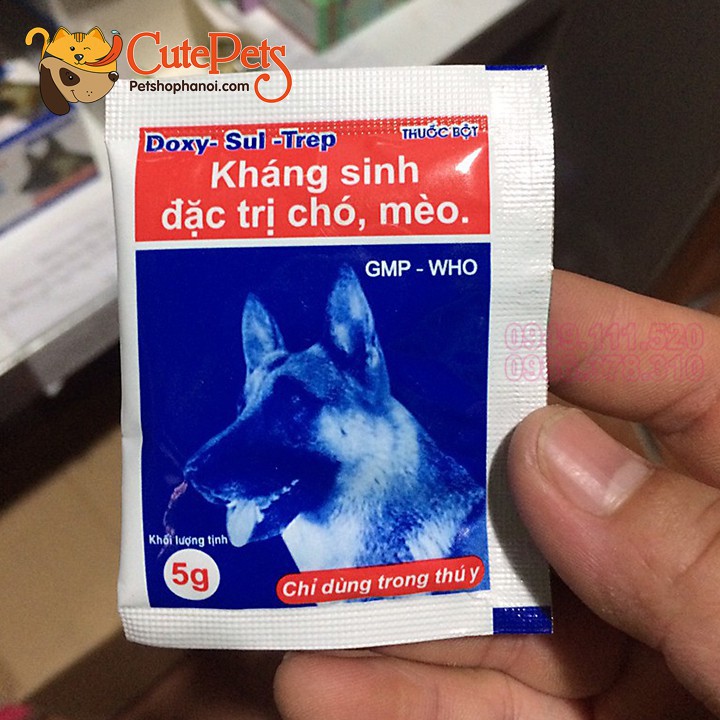 CutePets
Petshophanoi.com
Doxy- Sul -Trep
THUỐC BỘT
Kháng sinh
đặc trị chó, mèo.
GMP - WHO
Khối lượng tịnh
5g
Chỉ dùng trong thú y